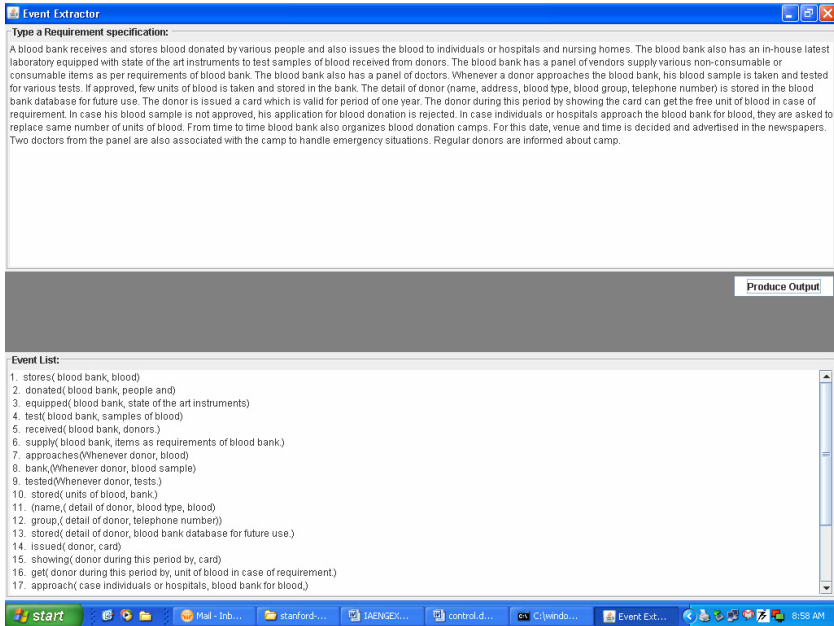 Event Extractor
Type a Requirement specification:
A blood bank receives and stores blood donated by various people and also issues the blood to individuals or hospitals and nursing homes. The blood bank also has an in-house latest
laboratory equipped with state of the art instruments to test samples of blood received from donors. The blood bank has a panel of vendors supply various non-consumable or
consumable items as per requirements of blood bank. The blood bank also has a panel of doctors. Whenever a donor approaches the blood bank, his blood sample is taken and tested
for various tests. If approved, few units of blood is taken and stored in the bank. The detail of donor (name, address, blood type, blood group, telephone number) is stored in the blood
bank database for future use. The donor is issued a card which is valid for period of one year. The donor during this period by showing the card can get the free unit of blood in case of
requirement. In case his blood sample is not approved, his application for blood donation is rejected. In case individuals or hospitals approach the blood bank for blood, they are asked to
replace same number of units of blood. From time to time blood bank also organizes blood donation camps. For this date, venue and time is decided and advertised in the newspapers.
Two doctors from the panel are also associated with the camp to handle emergency situations. Regular donors are informed about camp.
Produce Output
Event List:
1. stores( blood bank, blood)
2. donated( blood bank, people and)
3. equipped( blood bank, state of the art instruments)
4. test( blood bank, samples of blood)
5. received( blood bank, donors.)
6. supply( blood bank, items as requirements of blood bank.)
7. approaches(Whenever donor, blood)
8. bank,(Whenever donor, blood sample)
9. tested(Whenever donor, tests.)
10. stored( units of blood, bank.)
11. (name,( detail of donor, blood type, blood)
12. group,( detail of donor, telephone number))
13. stored( detail of donor, blood bank database for future use.)
14. issued( donor, card)
15. showing( donor during this period by, card)
16. get( donor during this period by, unit of blood in case of requirement.)
17. approach( case individuals or hospitals, blood bank for blood,)
start Mail - Inb... stanford-... IAENGEX... control.d... C:\windo... Event Ext... 8:58 AM